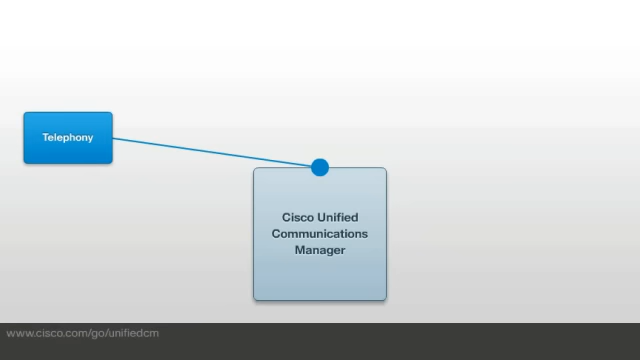 Telephony
Cisco Unified
Communications
Manager
www.cisco.com/go/unifiedcm